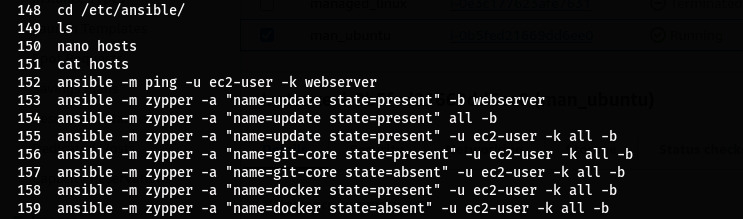 148 cd /etc/ansible/
149 ls
150 nano hosts
151 cat hosts
152 ansible -m ping -u ec2-user -k webserver
153 ansible -m zypper -a "name=update state=present" -b webserver
154 ansible -m zypper -a "name=update state=present" all -b
155 ansible -m zypper -a "name=update state=present" -u ec2-user -k all -b
156 ansible -m zypper -a "name=git-core state=present" -u ec2-user -k all -b
157 ansible -m zypper -a "name=git-core state=absent" -u ec2-user -k all -b
158 ansible -m zypper -a "name=docker state=present" -u ec2-user -k all -b
159 ansible -m zypper -a "name=docker state=absent" -u ec2-user -k all -b
managed_linux
man_ubuntu
Running
man_ubuntu)